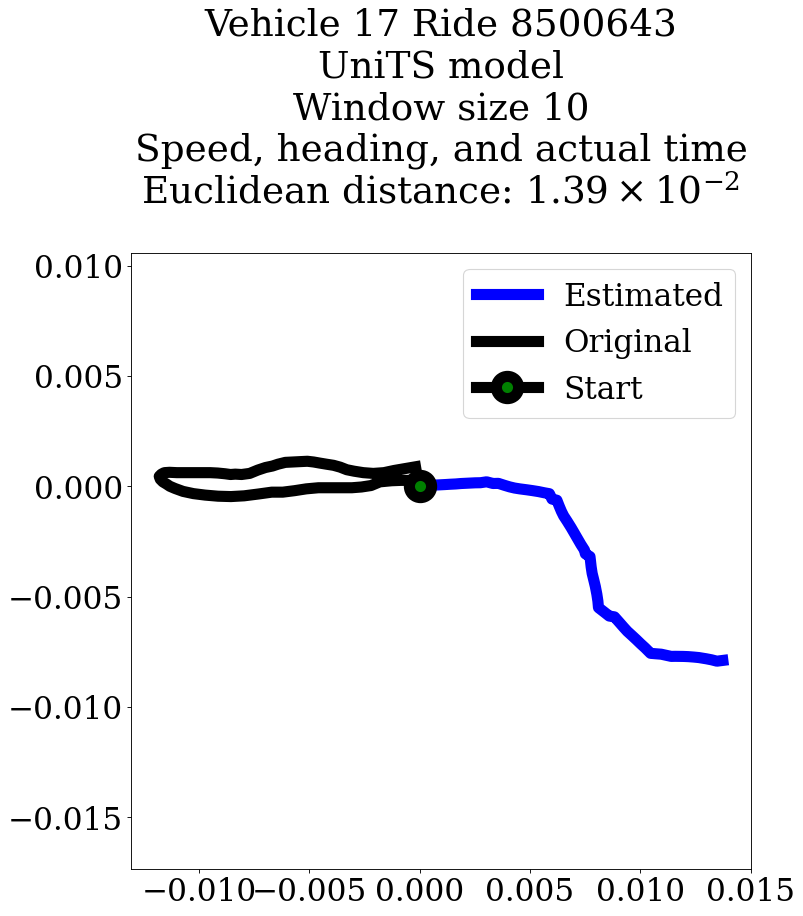 Vehicle 17 Ride 8500643
UniTS model
Window size 10
Speed, heading, and actual time
Euclidean distance: 1.39 × 10⁻²
Estimated
Original
Start
0.010
0.005
0.000
−0.005
−0.010
−0.015
−0.010 −0.005 0.000 0.005 0.010 0.015